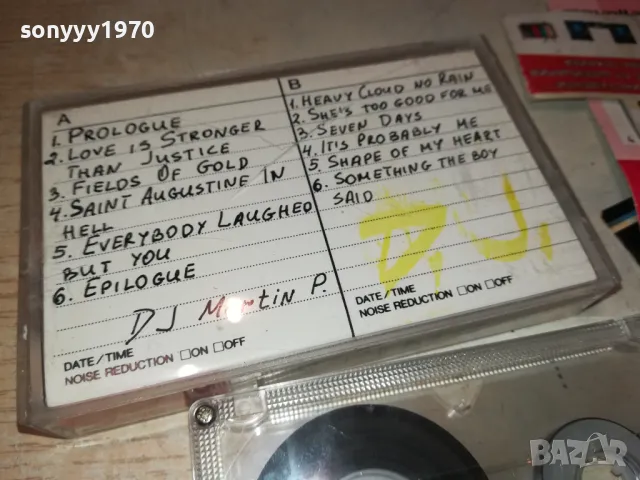 sonyyy1970
A
1. PROLOGUE
2. LOVE IS STRONGER
THAN JUSTICE
3. FIELDS OF GOLD
4. SAINT AUGUSTINE IN
HELL
5. EVERYBODY LAUGHED
BUT YOU
6. EPILOGUE
DJ Martin P.
DATE/TIME
NOISE REDUCTION □ON □OFF
B
1. HEAVY CLOUD NO RAIN
2. SHE'S TOO GOOD FOR ME
3. SEVEN DAYS
4. IT'S PROBABLY ME
5. SHAPE OF MY HEART
6. SOMETHING THE BOY
SAID
D.J.
DATE/TIME
NOISE REDUCTION □ON □OFF
BAZAR.BG